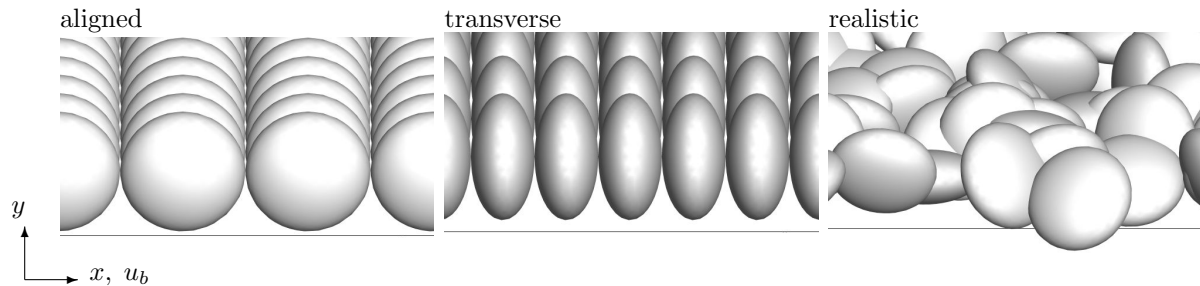 aligned
transverse
realistic
y
x, u_b